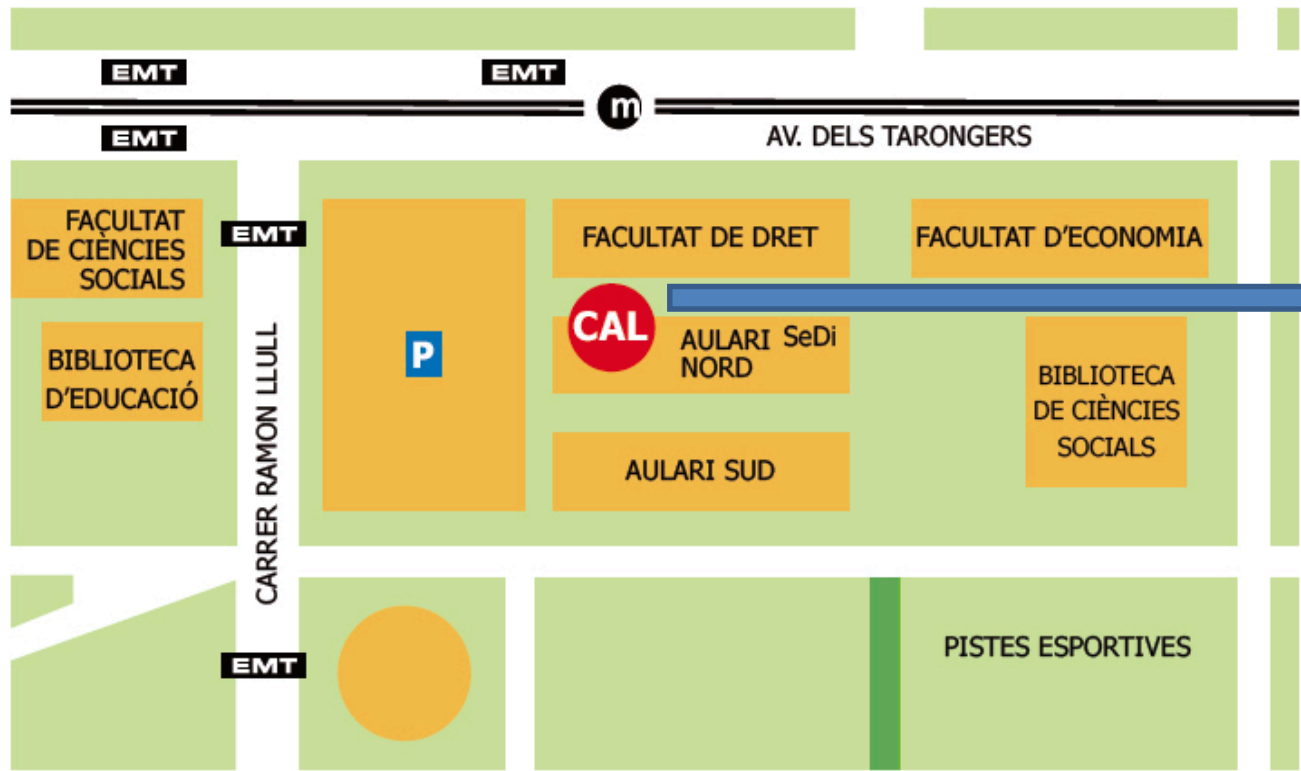 EMT
EMT
m
EMT
AV. DELS TARONGERS
FACULTAT
DE CIÈNCIES
SOCIALS
EMT
FACULTAT DE DRET
FACULTAT D'ECONOMIA
CAL
P
AULARI SeDi
NORD
BIBLIOTECA
D'EDUCACIÓ
CARRER RAMON LLULL
BIBLIOTECA
DE CIÈNCIES
SOCIALS
AULARI SUD
EMT
PISTES ESPORTIVES